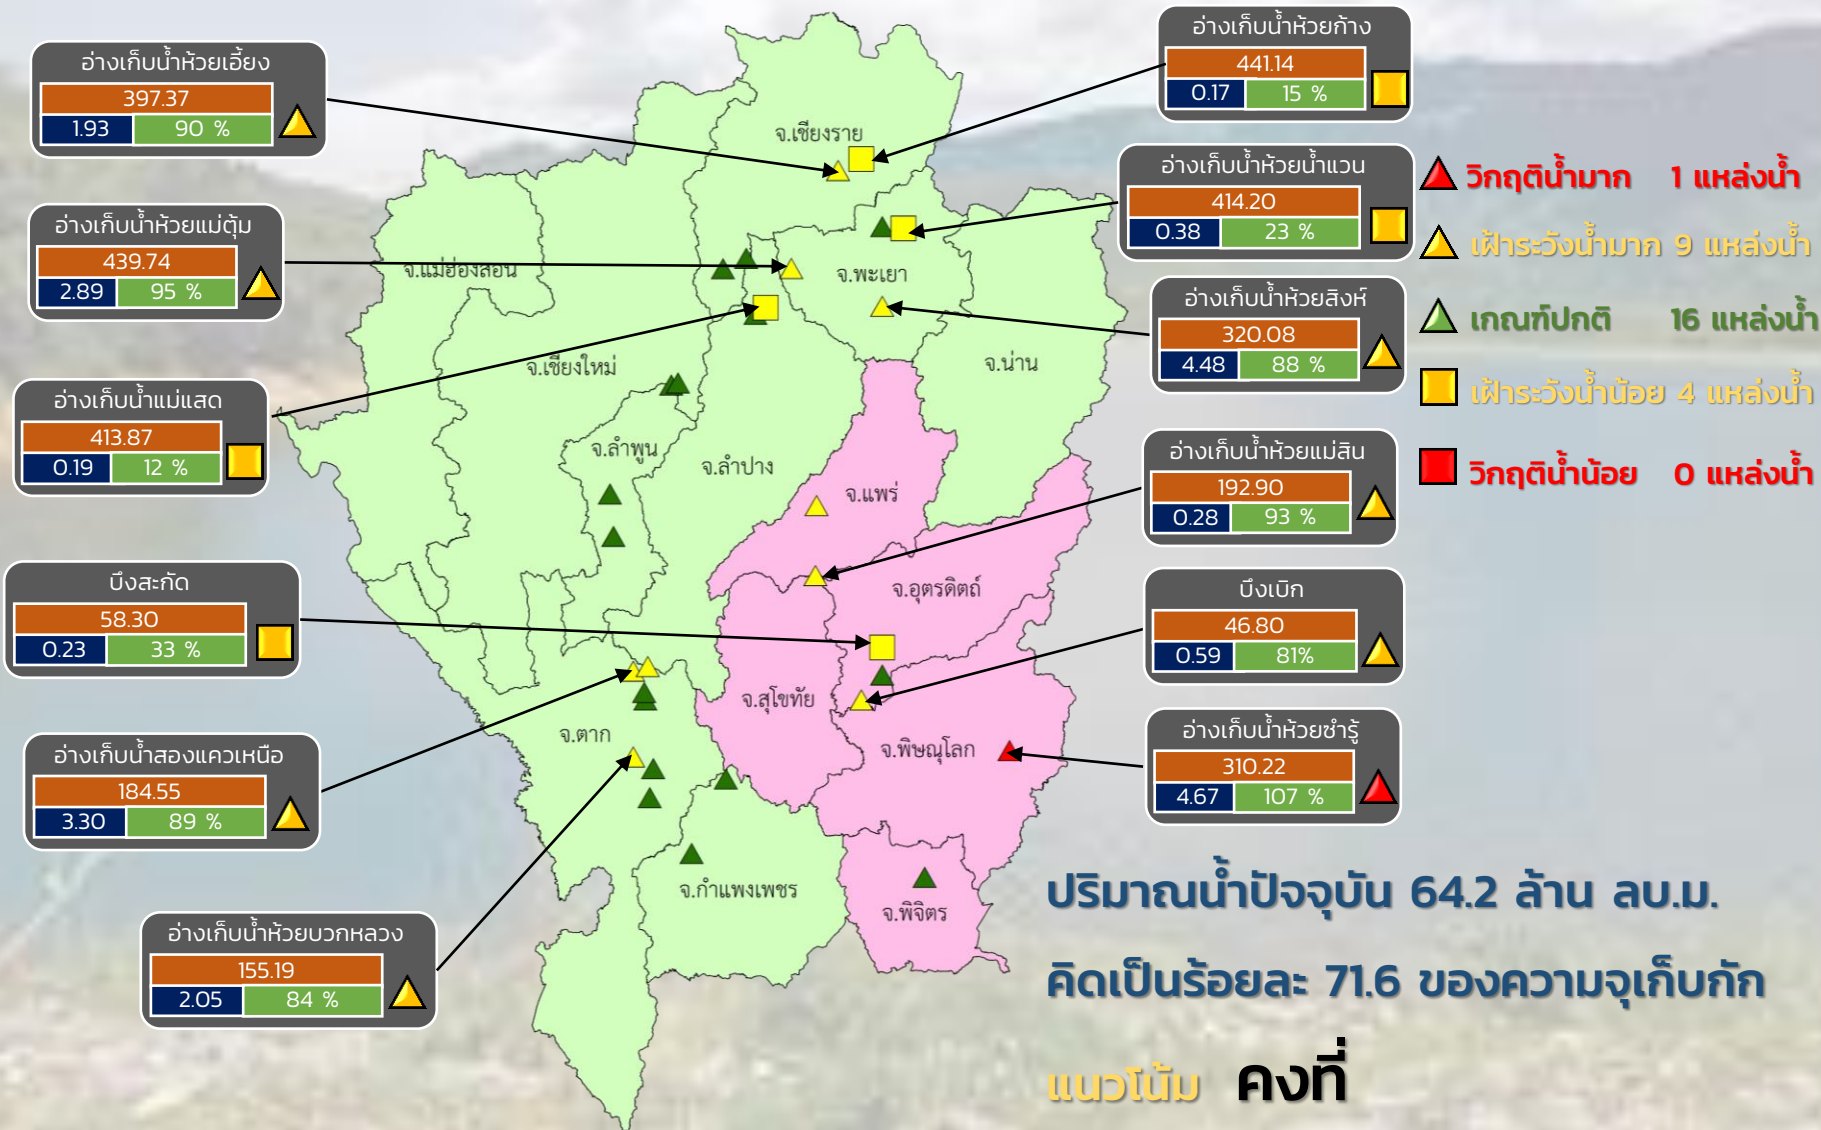 อ่างเก็บน้ำห้วยเอี้ยง
397.37
1.93 90 %
อ่างเก็บน้ำห้วยแม่ตุ้ม
439.74
2.89 95 %
อ่างเก็บน้ำแม่แสด
413.87
0.19 12 %
บึงสะกัด
58.30
0.23 33 %
อ่างเก็บน้ำสองแควเหนือ
184.55
3.30 89 %
อ่างเก็บน้ำห้วยบวกหลวง
155.19
2.05 84 %
จ.เชียงราย
จ.แม่ฮ่องสอน
จ.พะเยา
จ.เชียงใหม่
จ.น่าน
จ.ลำพูน
จ.ลำปาง
จ.แพร่
จ.อุตรดิตถ์
จ.สุโขทัย
จ.ตาก
จ.พิษณุโลก
จ.กำแพงเพชร
จ.พิจิตร
อ่างเก็บน้ำห้วยก้าง
441.14
0.17 15 %
อ่างเก็บน้ำห้วยน้ำแวน
414.20
0.38 23 %
อ่างเก็บน้ำห้วยสิงห์
320.08
4.48 88 %
อ่างเก็บน้ำห้วยแม่สิน
192.90
0.28 93 %
บึงเบิก
46.80
0.59 81%
อ่างเก็บน้ำห้วยซำรู้
310.22
4.67 107 %
วิกฤติน้ำมาก 1 แหล่งน้ำ
เฝ้าระวังน้ำมาก 9 แหล่งน้ำ
เกณฑ์ปกติ 16 แหล่งน้ำ
เฝ้าระวังน้ำน้อย 4 แหล่งน้ำ
วิกฤติน้ำน้อย 0 แหล่งน้ำ
ปริมาณน้ำปัจจุบัน 64.2 ล้าน ลบ.ม.
คิดเป็นร้อยละ 71.6 ของความจุเก็บกัก
แนวโน้ม คงที่